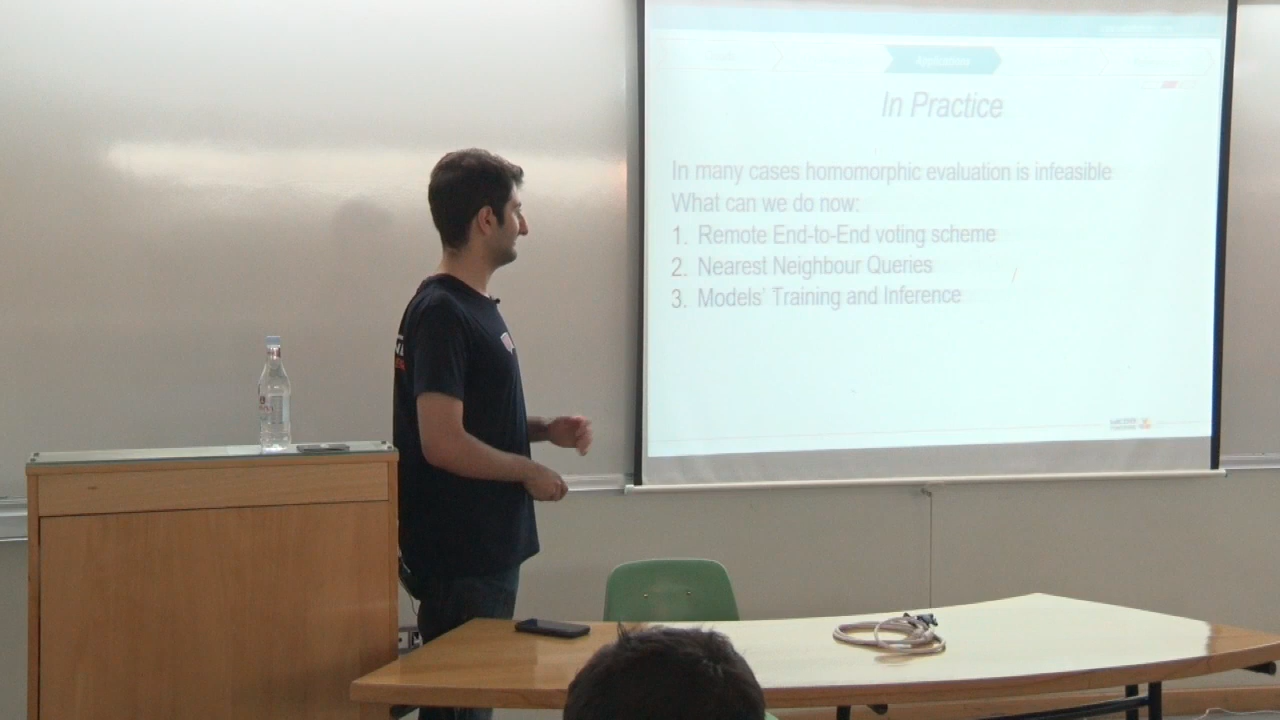 Applications
In Practice
In many cases homomorphic evaluation is infeasible
What can we do now:
1. Remote End-to-End voting scheme
2. Nearest Neighbour Queries
3. Models' Training and Inference